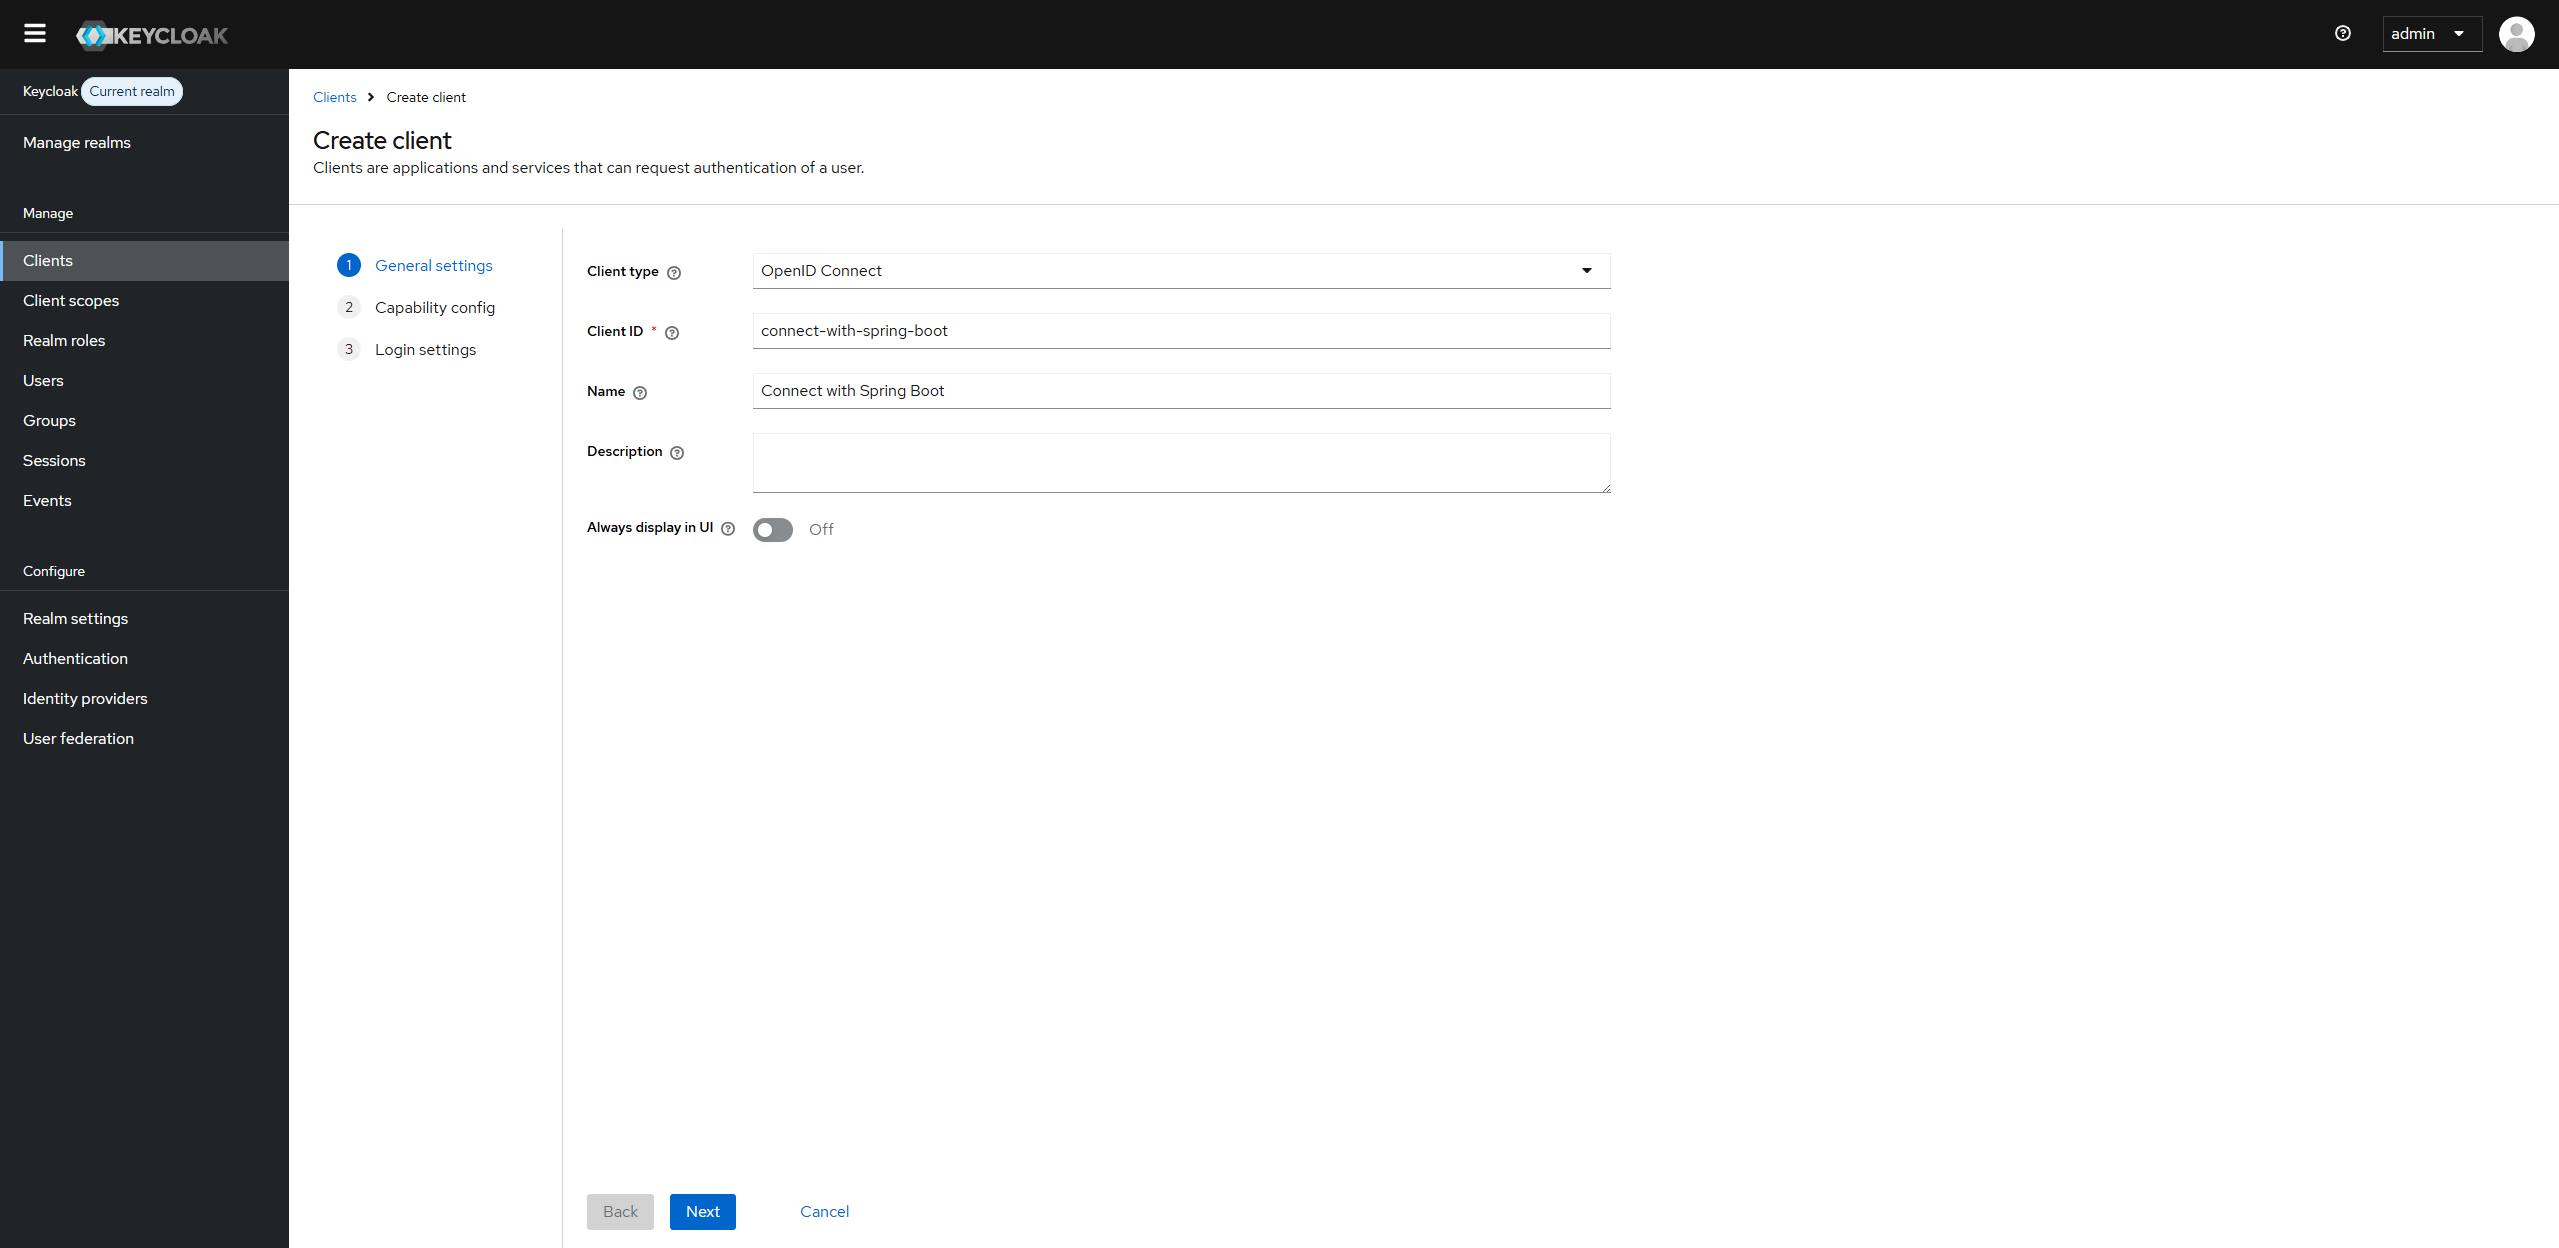 KEYCLOAK
admin
Keycloak Current realm
Manage realms
Manage
Clients
Client scopes
Realm roles
Users
Groups
Sessions
Events
Configure
Realm settings
Authentication
Identity providers
User federation
Clients > Create client
Create client
Clients are applications and services that can request authentication of a user.
1 General settings
2 Capability config
3 Login settings
Client type ? OpenID Connect
Client ID * ? connect-with-spring-boot
Name ? Connect with Spring Boot
Description ?
Always display in UI ? Off
Back Next Cancel